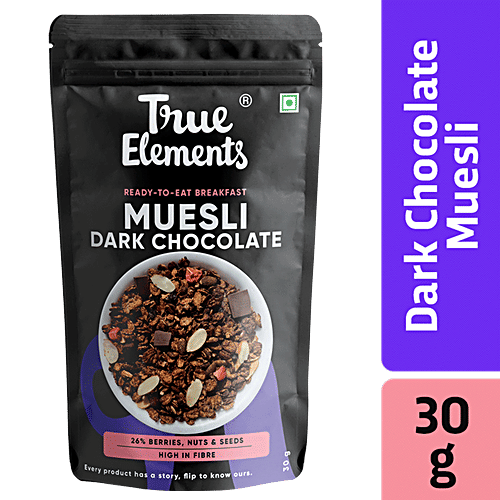 True ®
Elements
READY-TO-EAT BREAKFAST
MUESLI
DARK CHOCOLATE
26% BERRIES, NUTS & SEEDS
HIGH IN FIBRE
Every product has a story, flip to know ours.
30 g
Dark Chocolate
Muesli
30
g